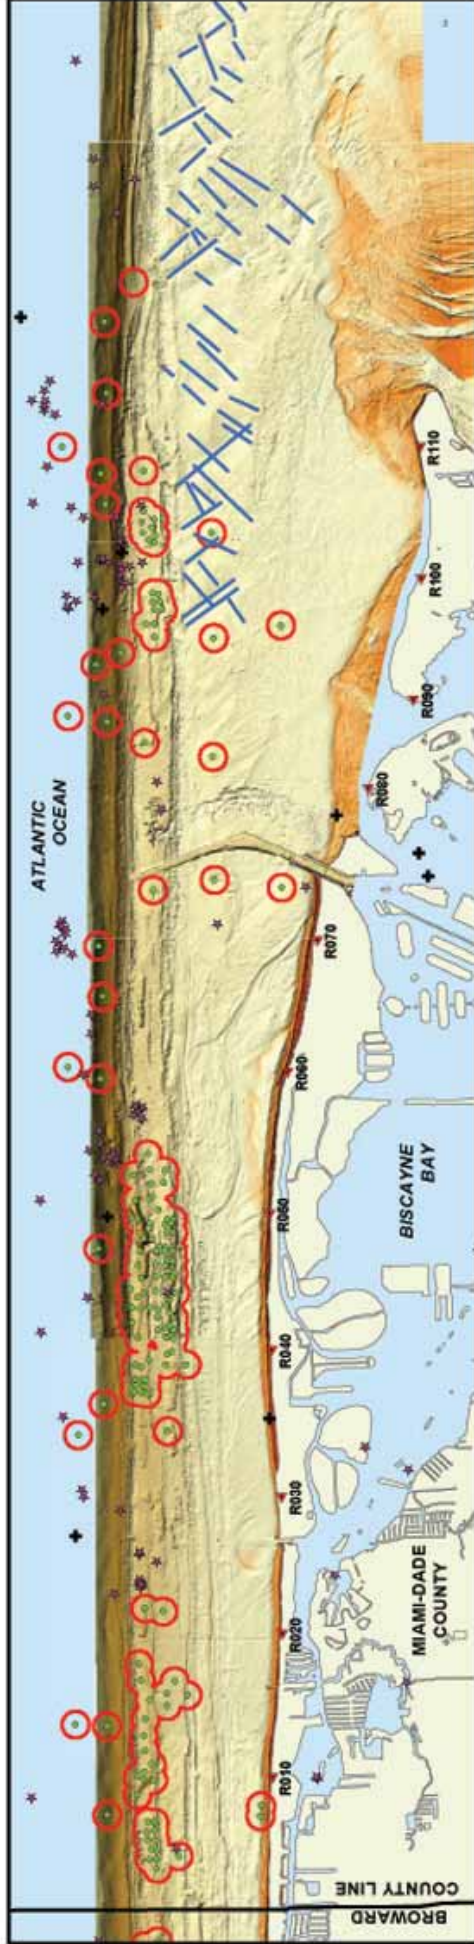 ATLANTIC
OCEAN
R110
R100
R090
R080
R070
R060
R060
R040
R030
R020
R010
BISCAYNE
BAY
MIAMI-DADE
COUNTY
COUNTY LINE
BROWARD